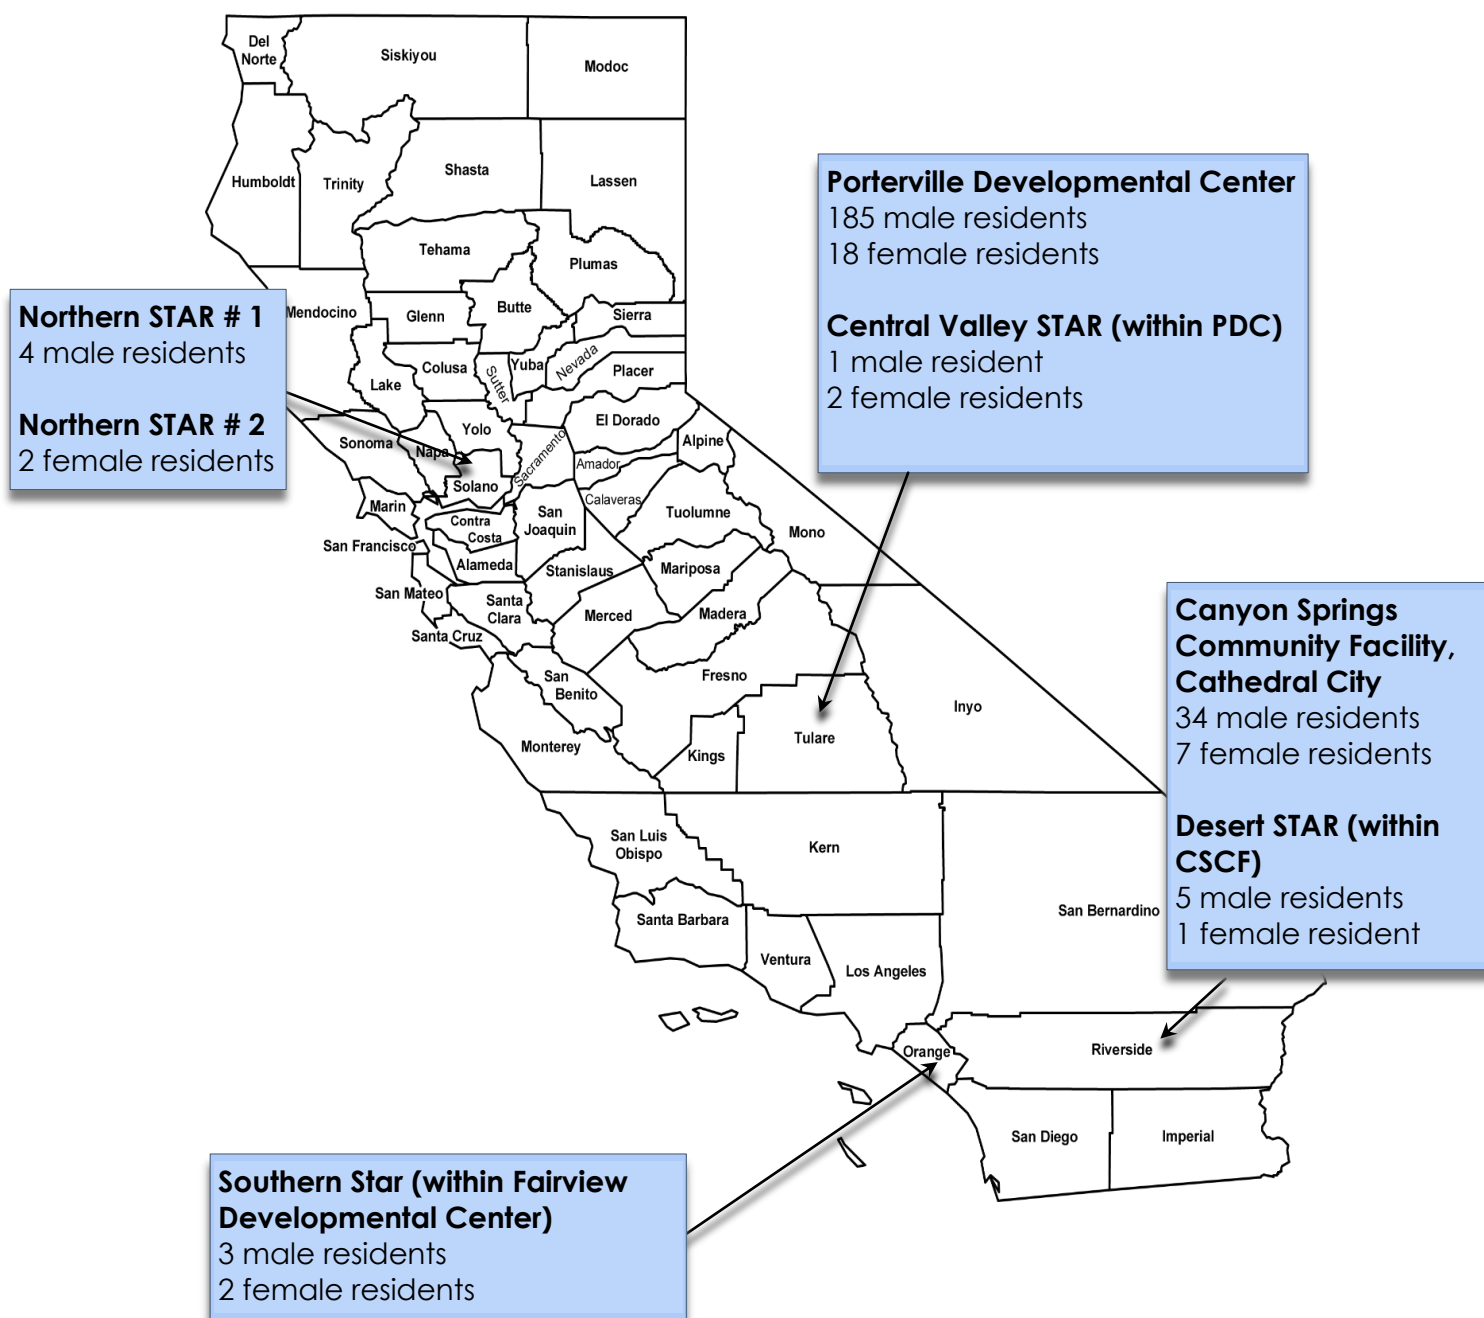 Del
Norte
Siskiyou
Modoc
Humboldt
Trinity
Shasta
Lassen
Tehama
Plumas
Butte
Mendocino
Glenn
Sierra
Colusa
Sutter
Yuba
Nevada
Placer
Lake
Yolo
El Dorado
Sonoma
Napa
Sacramento
Alpine
Amador
Solano
Calaveras
Marin
Contra
Costa
San
Joaquin
Tuolumne
Mono
San Francisco
Alameda
Stanislaus
Mariposa
San Mateo
Santa
Clara
Merced
Madera
Santa Cruz
San
Benito
Fresno
Inyo
Monterey
Kings
Tulare
San Luis
Obispo
Kern
Santa Barbara
San Bernardino
Ventura
Los Angeles
Orange
Riverside
San Diego
Imperial
Northern STAR # 1
4 male residents
Northern STAR # 2
2 female residents
Porterville Developmental Center
185 male residents
18 female residents
Central Valley STAR (within PDC)
1 male resident
2 female residents
Canyon Springs
Community Facility,
Cathedral City
34 male residents
7 female residents
Desert STAR (within
CSCF)
5 male residents
1 female resident
Southern Star (within Fairview
Developmental Center)
3 male residents
2 female residents